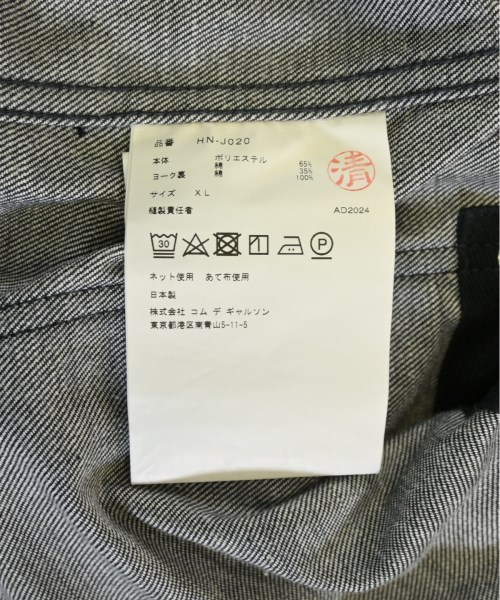 品番 HN-J020
本体 ポリエステル 65%
綿 35%
ヨーク裏 綿 100%
サイズ XL
清
縫製責任者 AD2024
30
P
ネット使用 あて布使用
日本製
株式会社 コム デ ギャルソン
東京都港区南青山5-11-5